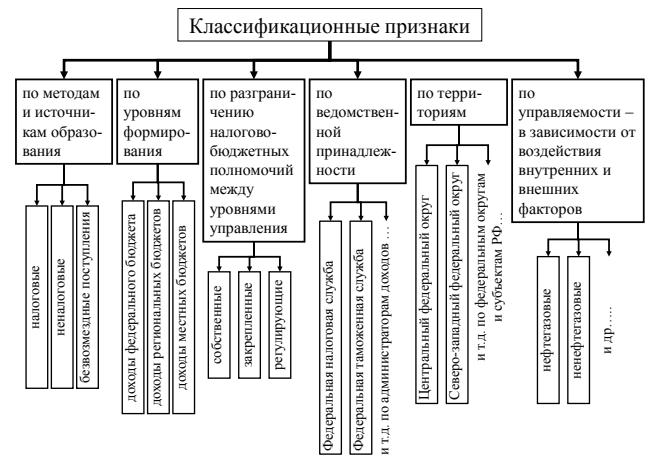 Классификационные признаки
по методам
и источни-
кам образо-
вания
по
уровням
формирования
по разграни-
чению
налогово-
бюджетных
полномочий
между
уровнями
управления
по
ведомствен-
ной
принадлеж-
ности
по терри-
ториям
по
управляемости –
в зависимости от
воздействия
внутренних и
внешних
факторов
налоговые
неналоговые
безвозмездные поступления
доходы федерального бюджета
доходы региональных бюджетов
доходы местных бюджетов
собственные
закрепленные
регулирующие
Федеральная налоговая служба
Федеральная таможенная служба
и т.д. по администраторам доходов …
Центральный федеральный округ
Северо-западный федеральный округ
и т.д. по федеральным округам
и субъектам РФ…
нефтегазовые
ненефтегазовые
и др…..